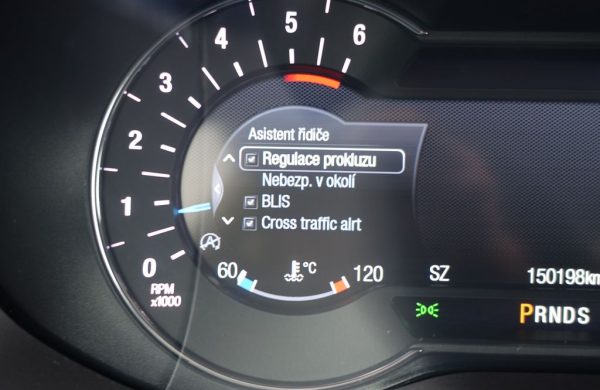 6
5
4
3
2
1
0
RPM
x1000
Asistent řidiče
Regulace prokluzu
Nebezp. v okolí
BLIS
Cross traffic alrt
A
60 °C 120
SZ 150198km
PRNDS